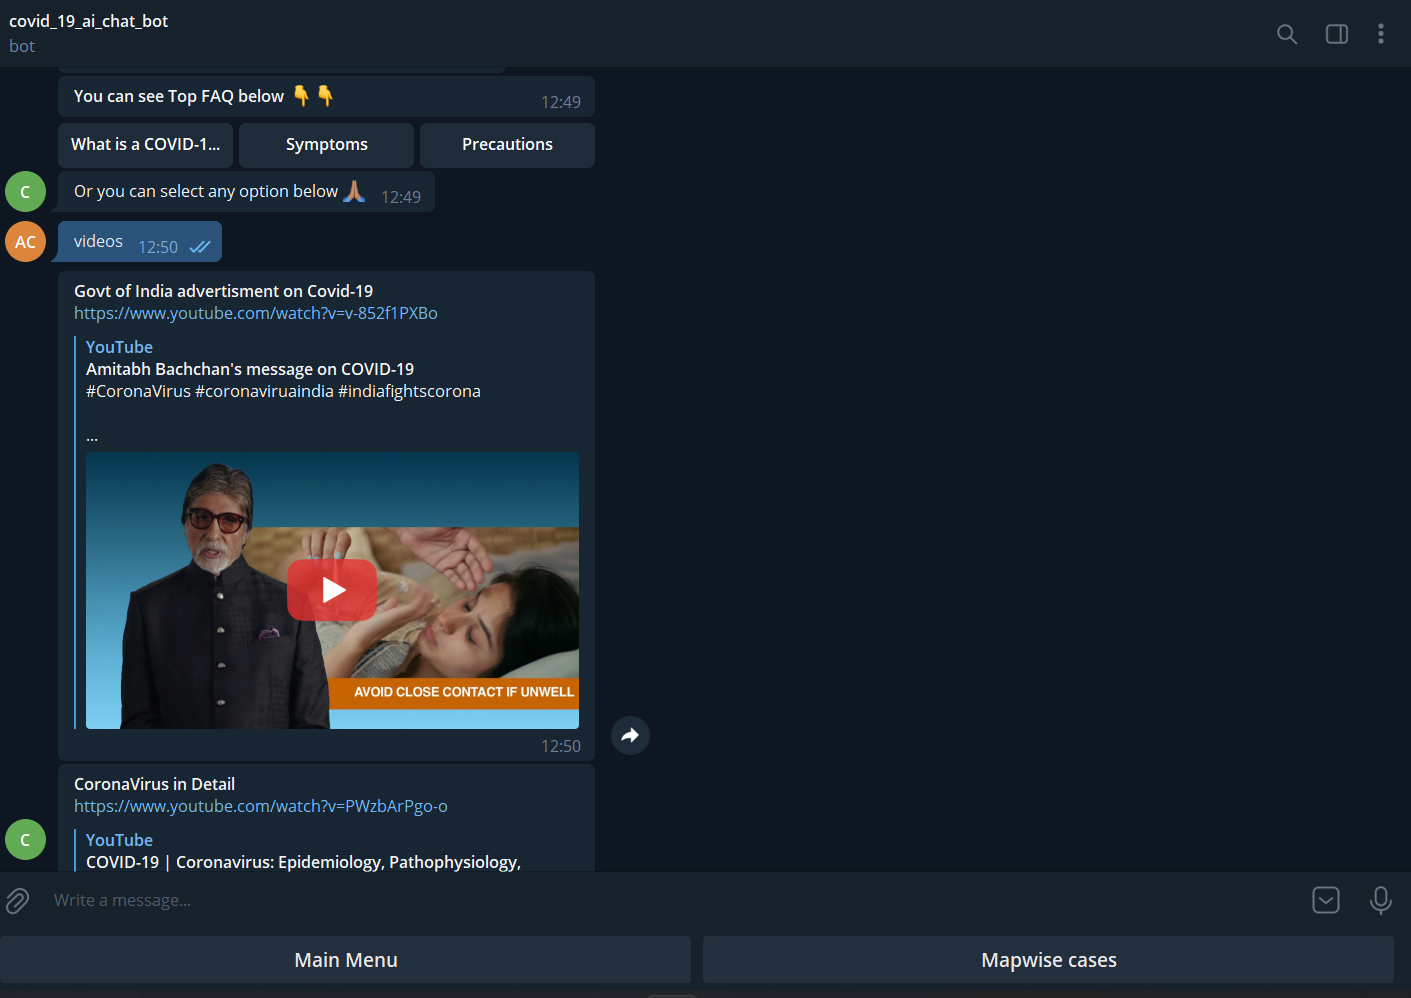 covid_19_ai_chat_bot
bot
You can see Top FAQ below 👇👇
12:49
What is a COVID-1...
Symptoms
Precautions
C
Or you can select any option below 🙏🏽
12:49
AC
videos
12:50
Govt of India advertisment on Covid-19
https://www.youtube.com/watch?v=v-852f1PXBo
YouTube
Amitabh Bachchan's message on COVID-19
#CoronaVirus #coronaviruaindia #indiafightscorona
...
AVOID CLOSE CONTACT IF UNWELL
12:50
CoronaVirus in Detail
https://www.youtube.com/watch?v=PWzbArPgo-o
C
YouTube
COVID-19 | Coronavirus: Epidemiology, Pathophysiology,
Write a message...
Main Menu
Mapwise cases